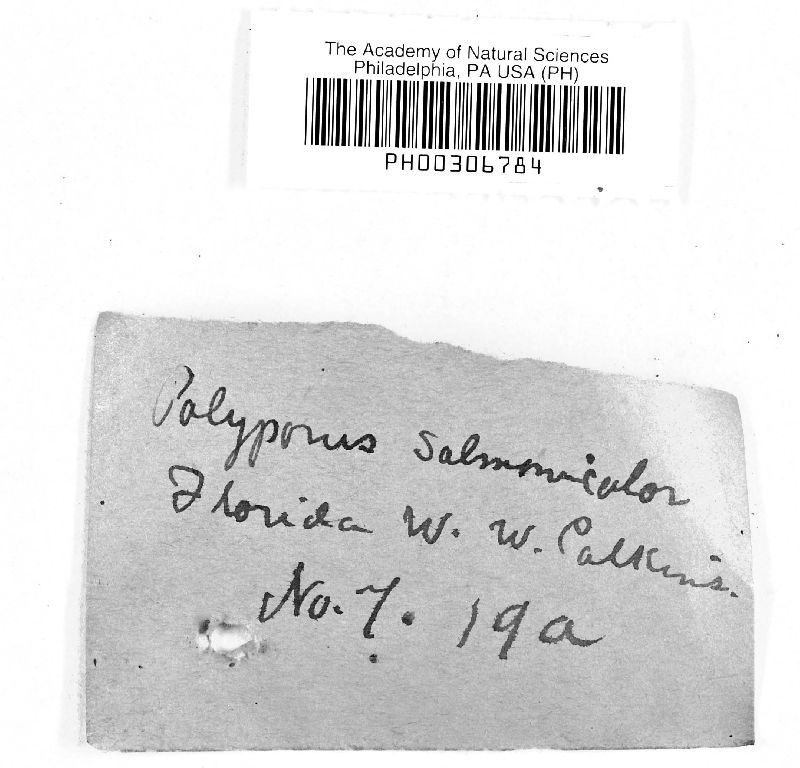 The Academy of Natural Sciences
Philadelphia, PA USA (PH)
PH00306784
Polyporus Salmonicolor
Florida W. W. Calkins.
No. 7. 19a